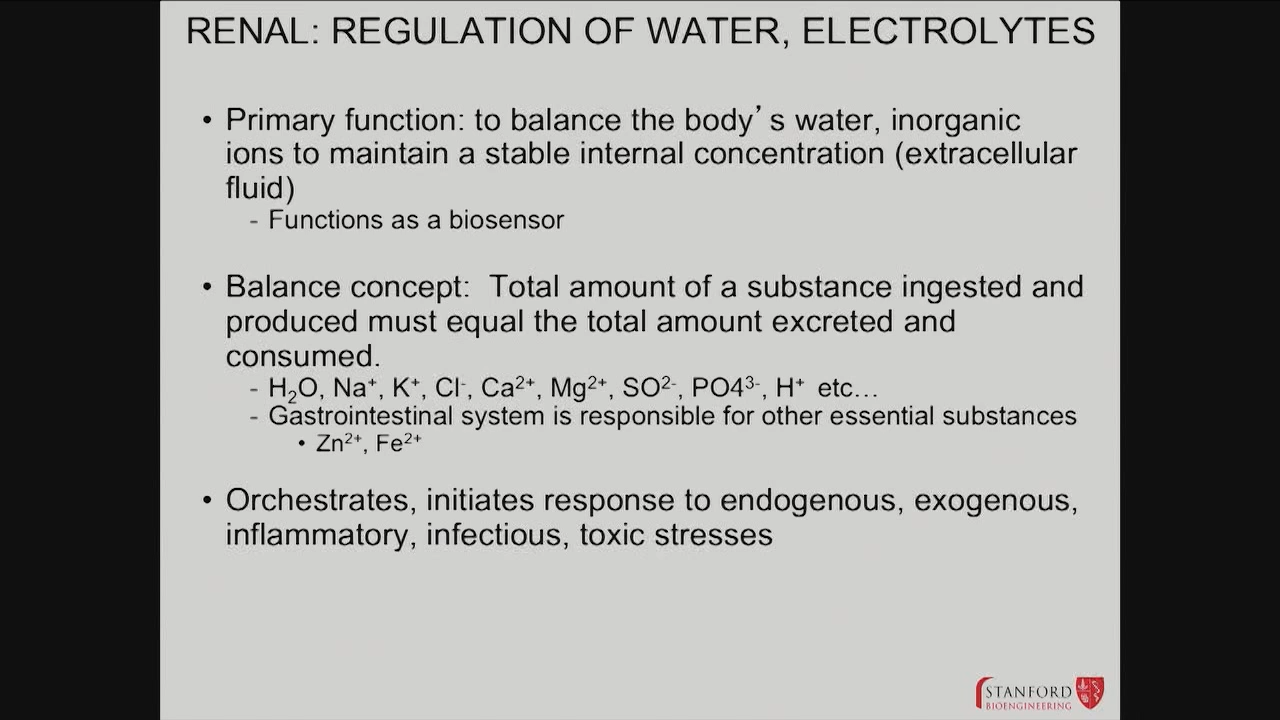 RENAL: REGULATION OF WATER, ELECTROLYTES
• Primary function: to balance the body's water, inorganic
ions to maintain a stable internal concentration (extracellular
fluid)
- Functions as a biosensor
• Balance concept:  Total amount of a substance ingested and
produced must equal the total amount excreted and
consumed.
- H₂O, Na⁺, K⁺, Cl⁻, Ca²⁺, Mg²⁺, SO²⁻, PO4³⁻, H⁺ etc…
- Gastrointestinal system is responsible for other essential substances
• Zn²⁺, Fe²⁺
• Orchestrates, initiates response to endogenous, exogenous,
inflammatory, infectious, toxic stresses
STANFORD
BIOENGINEERING